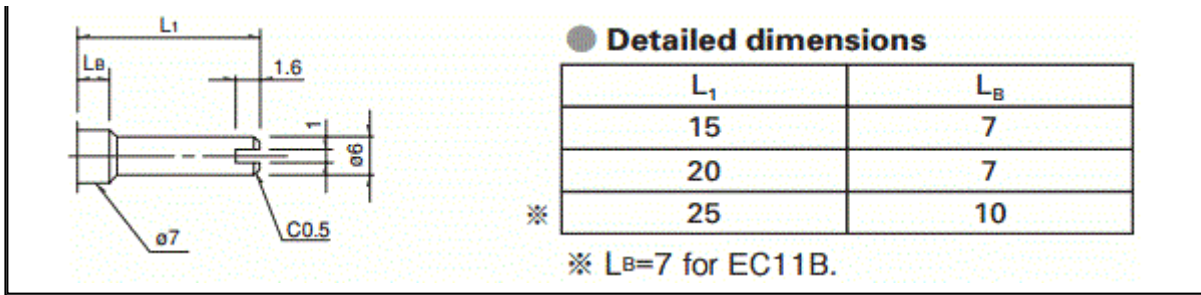 L1
LB
1.6
1
ø6
ø7
C0.5
● Detailed dimensions
L1 LB
15 7
20 7
※ 25 10
※ LB=7 for EC11B.